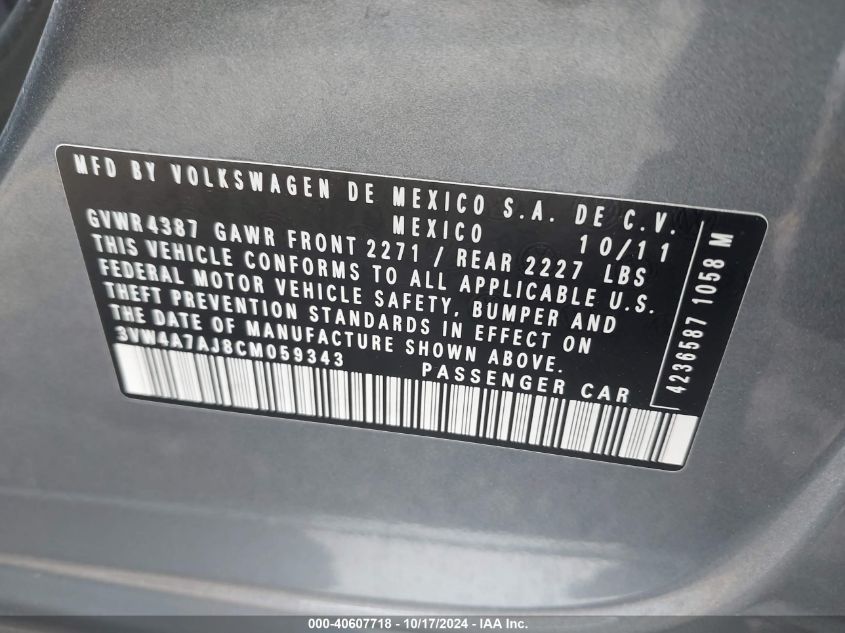 MFD BY VOLKSWAGEN DE MEXICO S.A. DE C.V.
MEXICO 10/11
GVWR4387 GAWR FRONT 2271 / REAR 2227 LBS
THIS VEHICLE CONFORMS TO ALL APPLICABLE U.S.
FEDERAL MOTOR VEHICLE SAFETY, BUMPER AND
THEFT PREVENTION STANDARDS IN EFFECT ON
THE DATE OF MANUFACTURE SHOWN ABOVE.
3VW4A7AJ8CM059343 PASSENGER CAR
4236587 1058 M
000-40607718 - 10/17/2024 - IAA Inc.